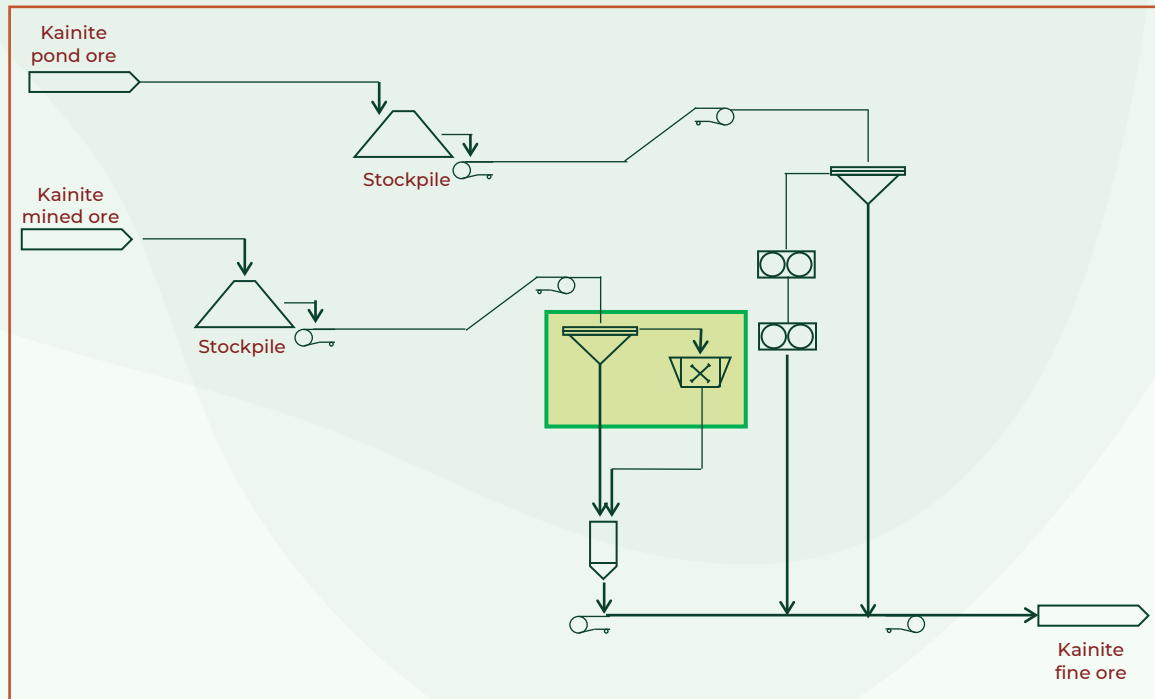 Kainite
pond ore
Stockpile
Kainite
mined ore
Stockpile
Kainite
fine ore